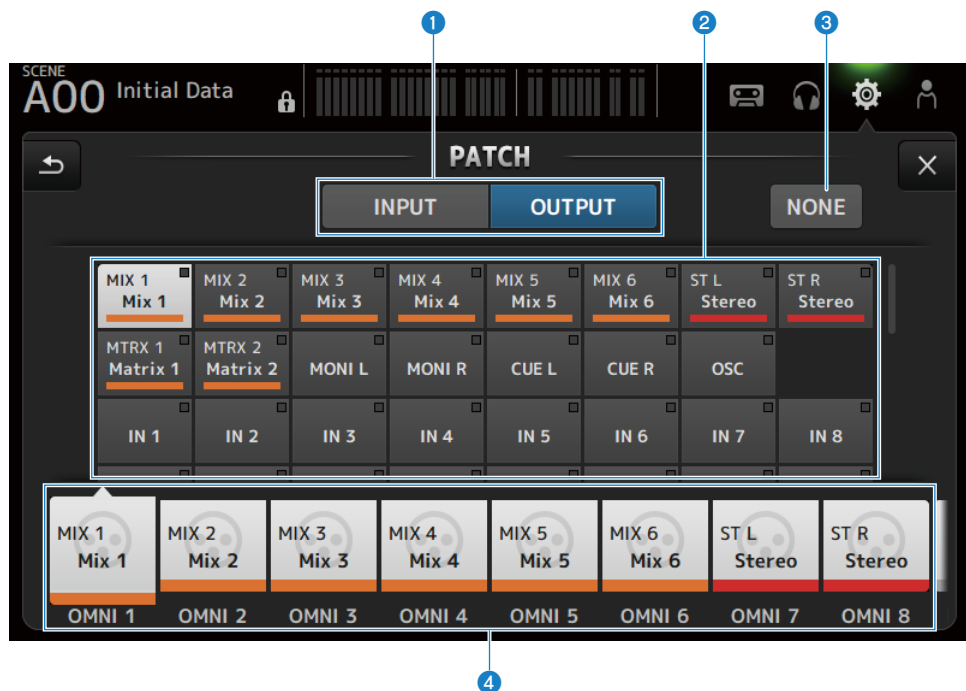 1 2 3
SCENE
A00 Initial Data
PATCH
INPUT OUTPUT NONE
MIX 1 MIX 2 MIX 3 MIX 4 MIX 5 MIX 6 ST L ST R
Mix 1 Mix 2 Mix 3 Mix 4 Mix 5 Mix 6 Stereo Stereo
MTRX 1 MTRX 2
Matrix 1 Matrix 2 MONI L MONI R CUE L CUE R OSC
IN 1 IN 2 IN 3 IN 4 IN 5 IN 6 IN 7 IN 8
MIX 1 MIX 2 MIX 3 MIX 4 MIX 5 MIX 6 ST L ST R
Mix 1 Mix 2 Mix 3 Mix 4 Mix 5 Mix 6 Stereo Stereo
OMNI 1 OMNI 2 OMNI 3 OMNI 4 OMNI 5 OMNI 6 OMNI 7 OMNI 8
4